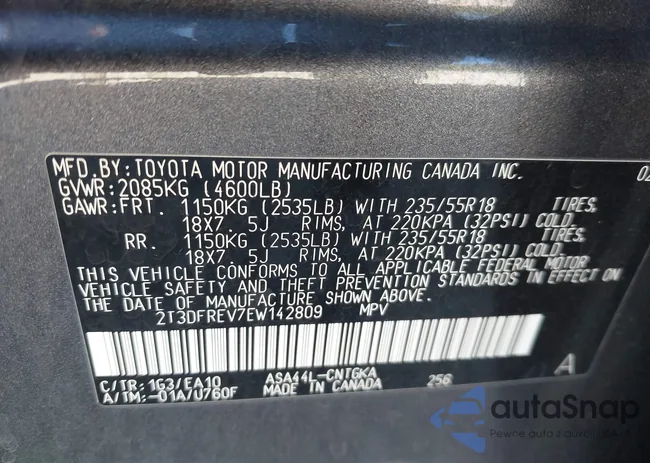 MFD. BY: TOYOTA MOTOR MANUFACTURING CANADA INC. 02
GVWR: 2085KG (4600LB)
GAWR: FRT. 1150KG (2535LB) WITH 235/55R18 TIRES,
18X7. 5J RIMS, AT 220KPA (32PSI) COLD.
RR. 1150KG (2535LB) WITH 235/55R18 TIRES,
18X7. 5J RIMS, AT 220KPA (32PSI) COLD.
THIS VEHICLE CONFORMS TO ALL APPLICABLE FEDERAL MOTOR
VEHICLE SAFETY AND THEFT PREVENTION STANDARDS IN EFFECT ON
THE DATE OF MANUFACTURE SHOWN ABOVE.
2T3DFREV7EW142809 MPV
C/TR: 1G3/EA10 ASA44L-CNTGKA 256 A
A/TM:-01A/U760F MADE IN CANADA
autoSnap
Pewne auta z